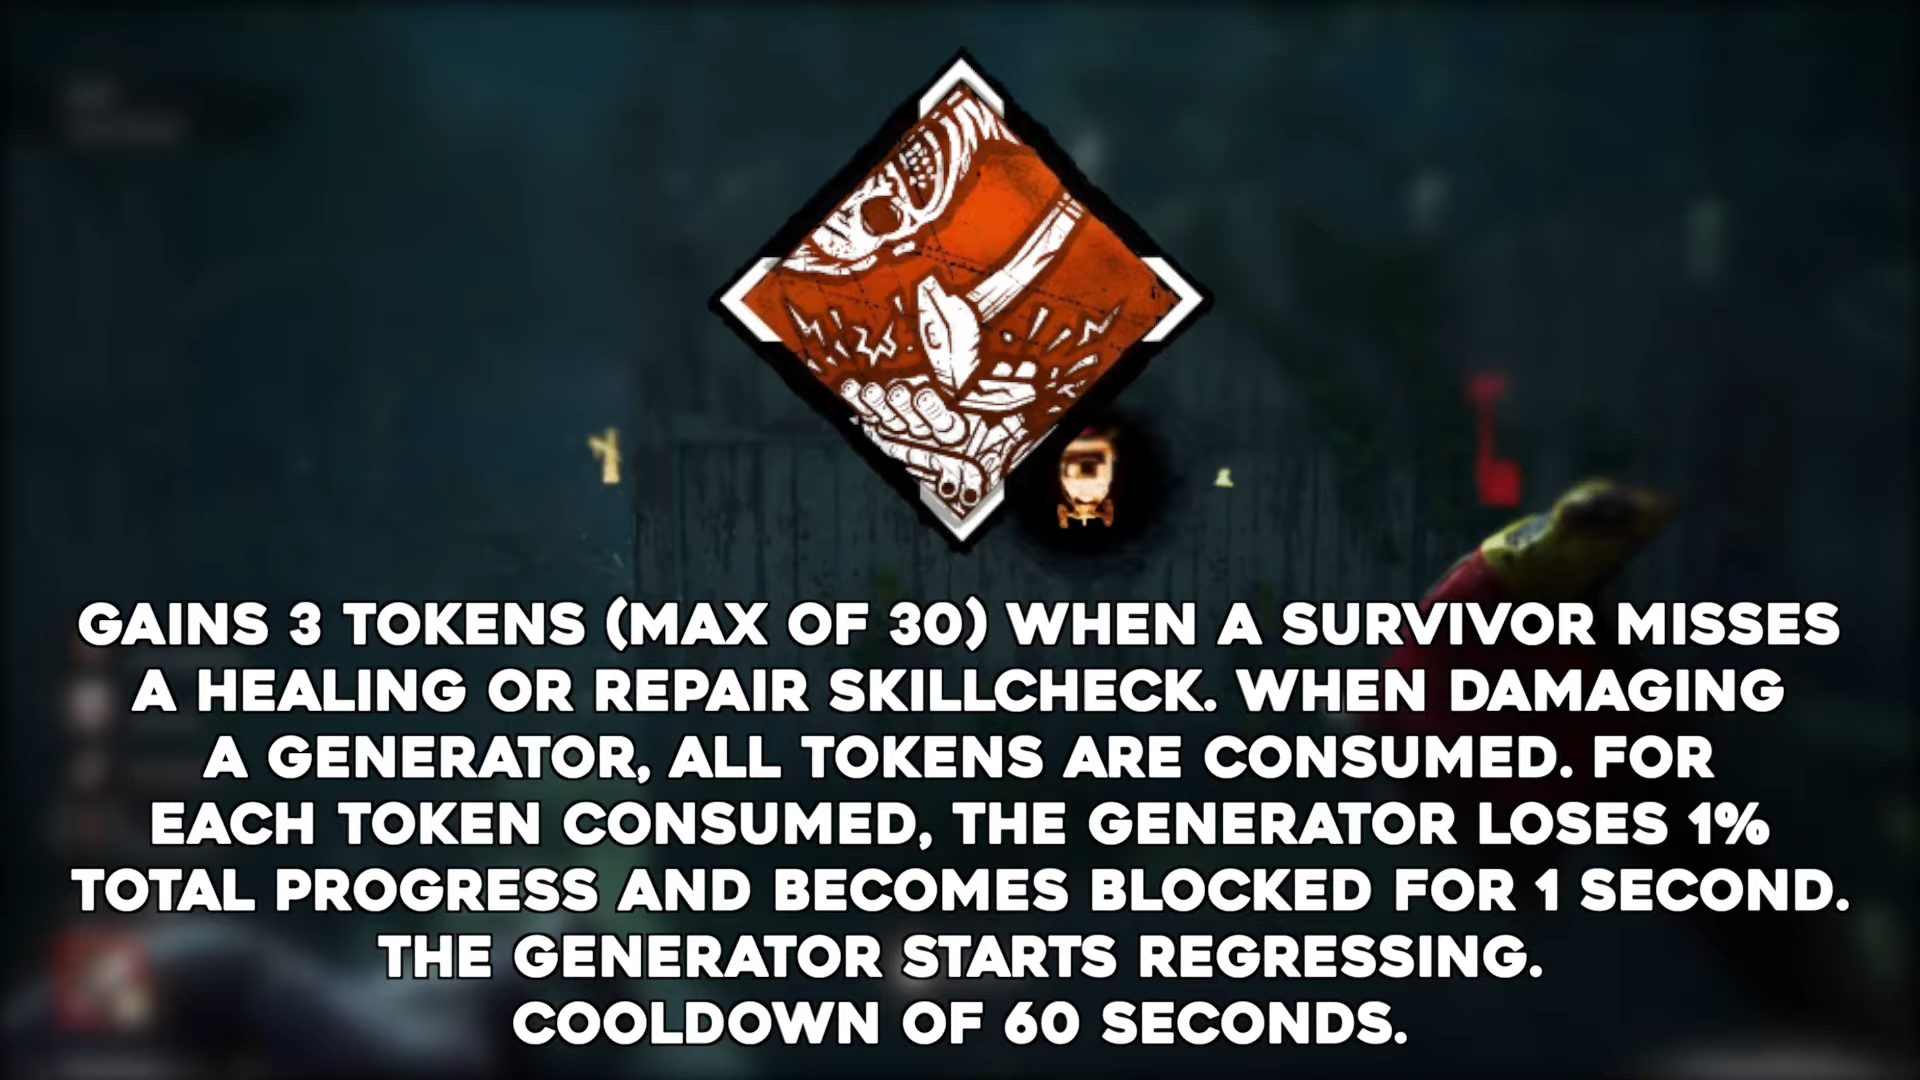 GAINS 3 TOKENS (MAX OF 30) WHEN A SURVIVOR MISSES
A HEALING OR REPAIR SKILLCHECK. WHEN DAMAGING
A GENERATOR, ALL TOKENS ARE CONSUMED. FOR
EACH TOKEN CONSUMED, THE GENERATOR LOSES 1%
TOTAL PROGRESS AND BECOMES BLOCKED FOR 1 SECOND.
THE GENERATOR STARTS REGRESSING.
COOLDOWN OF 60 SECONDS.